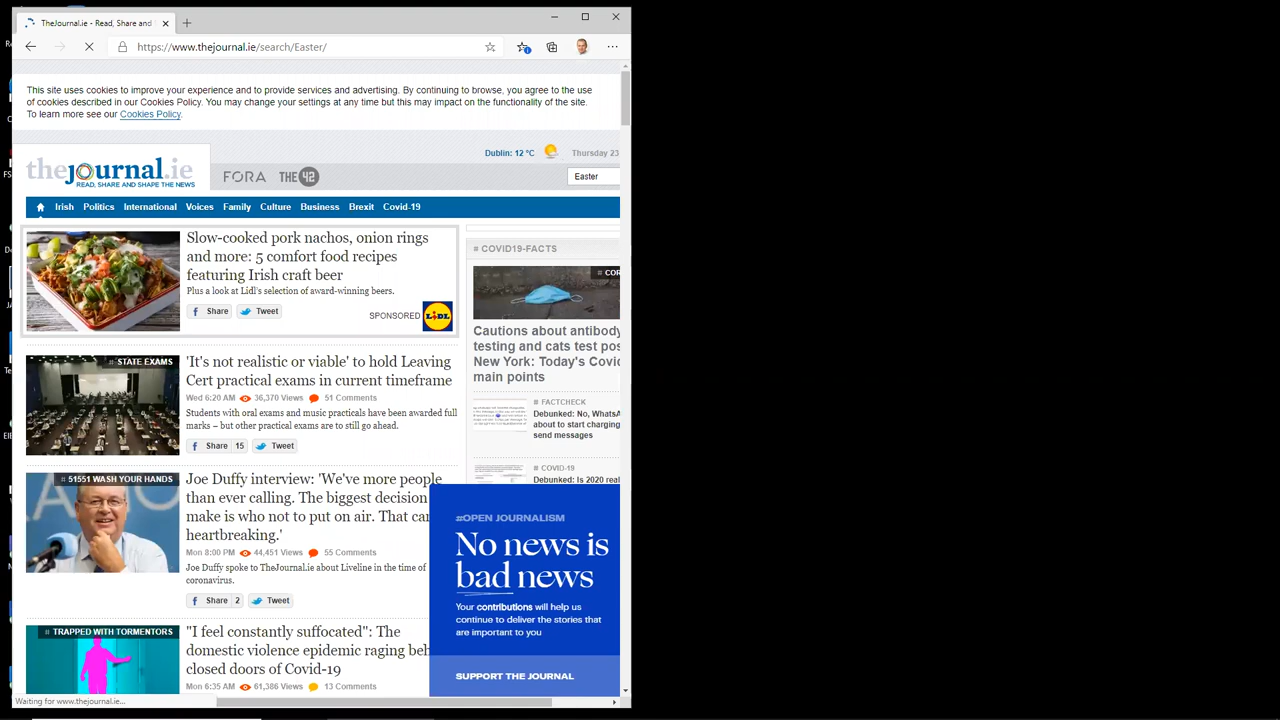 TheJournal.ie - Read, Share and
https://www.thejournal.ie/search/Easter/
This site uses cookies to improve your experience and to provide services and advertising. By continuing to browse, you agree to the use
of cookies described in our Cookies Policy. You may change your settings at any time but this may impact on the functionality of the site.
To learn more see our Cookies Policy.
Dublin: 12 °C Thursday 23
thejournal.ie
READ, SHARE AND SHAPE THE NEWS
FORA THE 42
Easter
Irish Politics International Voices Family Culture Business Brexit Covid-19
Slow-cooked pork nachos, onion rings
and more: 5 comfort food recipes
featuring Irish craft beer
Plus a look at Lidl's selection of award-winning beers.
Share Tweet
SPONSORED LIDL
# STATE EXAMS
'It's not realistic or viable' to hold Leaving
Cert practical exams in current timeframe
Wed 6:20 AM 36,370 Views 51 Comments
Students with oral exams and music practicals have been awarded full
marks – but other practical exams are to still go ahead.
Share 15 Tweet
# 51551 WASH YOUR HANDS
Joe Duffy interview: 'We've more people
than ever calling. The biggest decision
make is who not to put on air. That can
heartbreaking.'
Mon 8:00 PM 44,451 Views 55 Comments
Joe Duffy spoke to TheJournal.ie about Liveline in the time of
coronavirus.
Share 2 Tweet
# TRAPPED WITH TORMENTORS
"I feel constantly suffocated": The
domestic violence epidemic raging beh
closed doors of Covid-19
Mon 6:35 AM 61,386 Views 13 Comments
# COVID19-FACTS
# COR
Cautions about antibody
testing and cats test pos
New York: Today's Covid
main points
# FACTCHECK
Debunked: No, WhatsA
about to start charging
send messages
# COVID-19
Debunked: Is 2020 real
#OPEN JOURNALISM
No news is
bad news
Your contributions will help us
continue to deliver the stories that
are important to you
SUPPORT THE JOURNAL
Waiting for www.thejournal.ie...